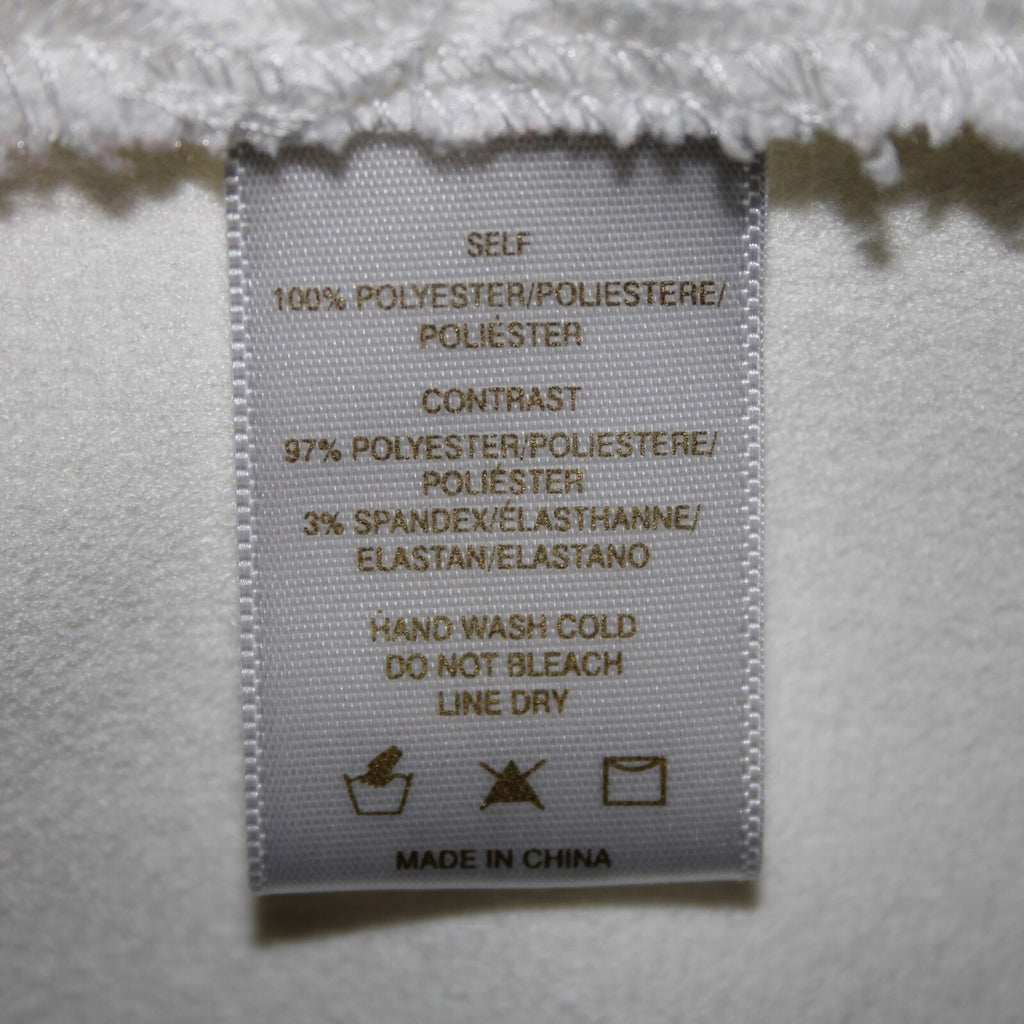 SELF
100% POLYESTER/POLIESTERE/
POLIÉSTER
CONTRAST
97% POLYESTER/POLIESTERE/
POLIÉSTER
3% SPANDEX/ÉLASTHANNE/
ELASTAN/ELASTANO
HAND WASH COLD
DO NOT BLEACH
LINE DRY
MADE IN CHINA